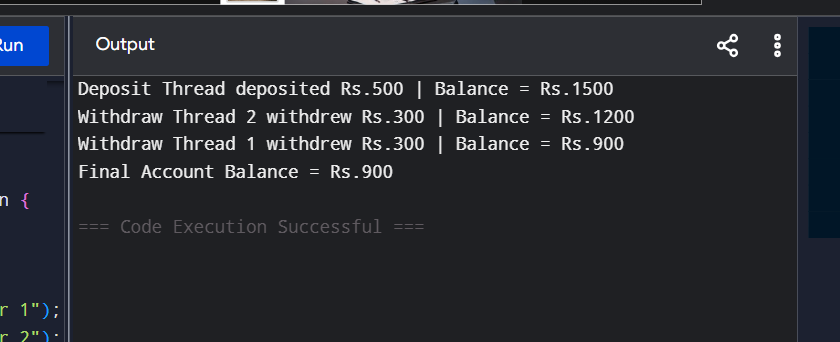 Run
Output
Deposit Thread deposited Rs.500 | Balance = Rs.1500
Withdraw Thread 2 withdrew Rs.300 | Balance = Rs.1200
Withdraw Thread 1 withdrew Rs.300 | Balance = Rs.900
Final Account Balance = Rs.900
n {
=== Code Execution Successful ===
r 1");
r 2");